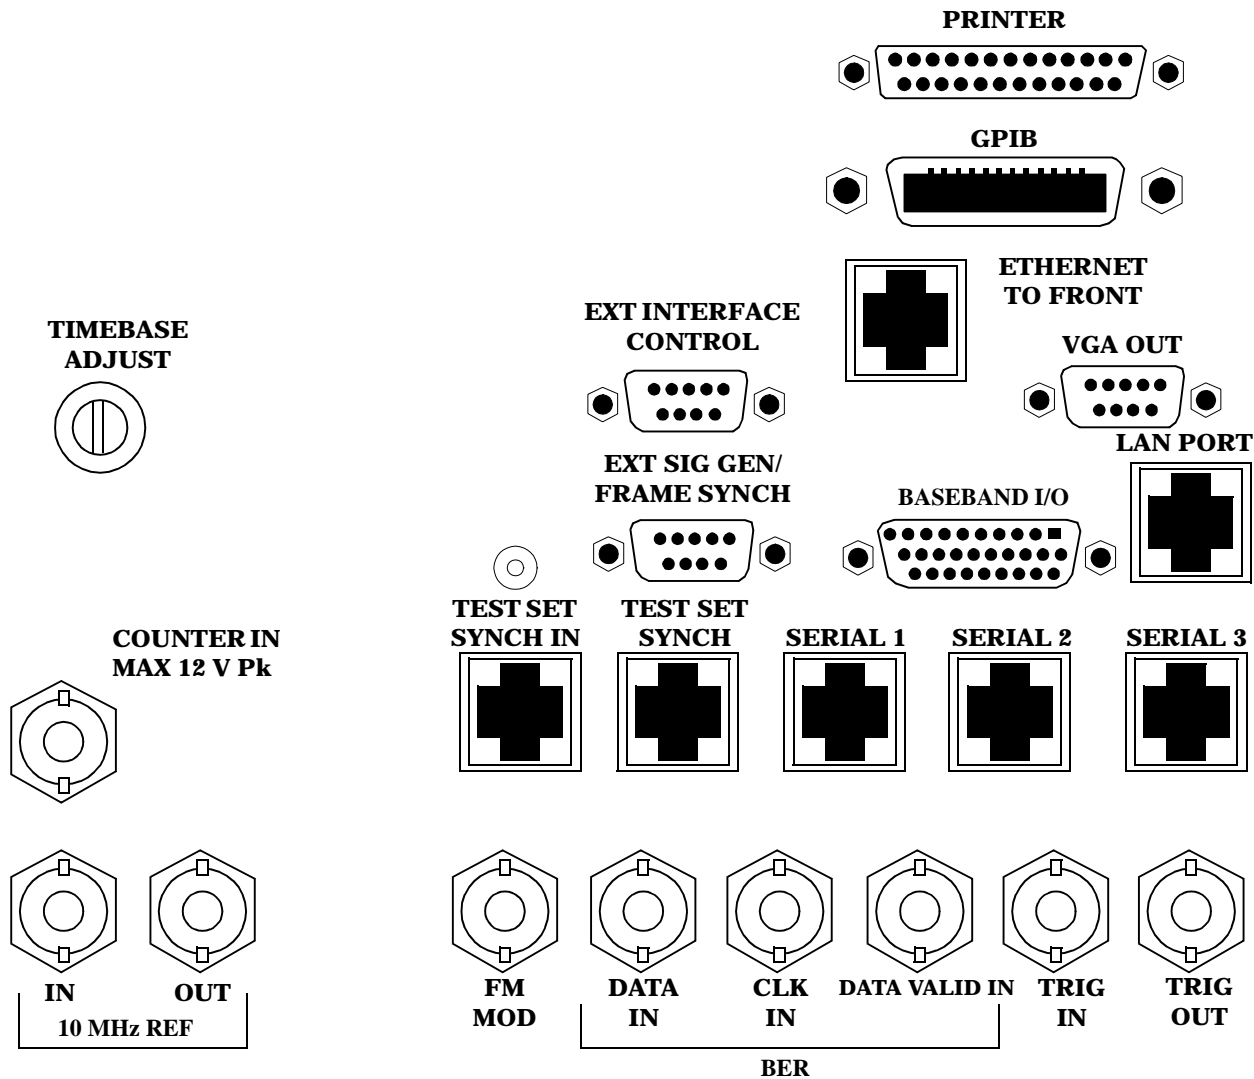 PRINTER
GPIB
ETHERNET
TO FRONT
EXT INTERFACE
CONTROL
TIMEBASE
ADJUST
VGA OUT
LAN PORT
EXT SIG GEN/
FRAME SYNCH
BASEBAND I/O
TEST SET
SYNCH IN
TEST SET
SYNCH
SERIAL 1
SERIAL 2
SERIAL 3
COUNTER IN
MAX 12 V Pk
IN
OUT
10 MHz REF
FM
MOD
DATA
IN
CLK
IN
DATA VALID IN
TRIG
IN
TRIG
OUT
BER